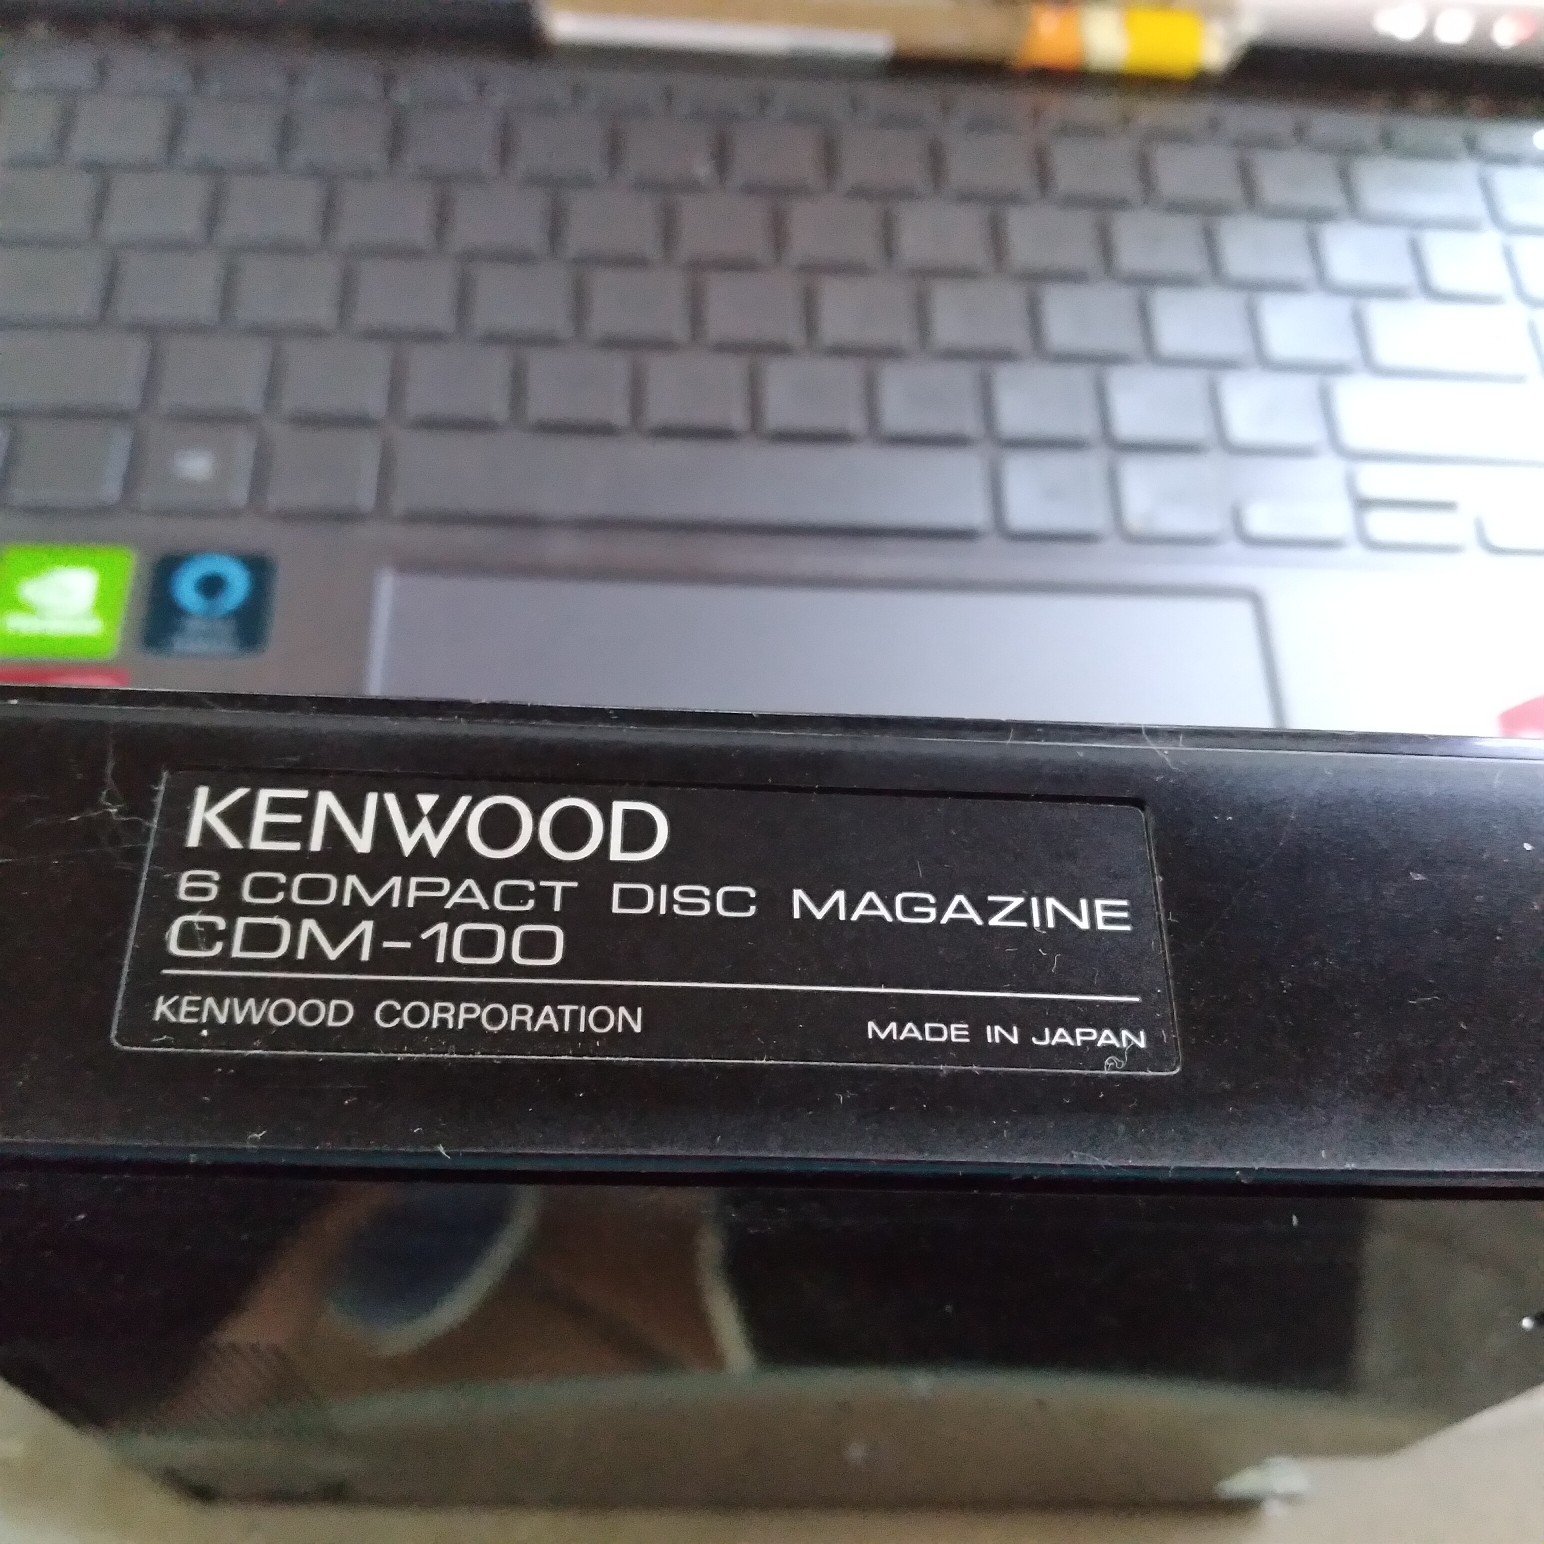 KENWOOD
6 COMPACT DISC MAGAZINE
CDM-100
KENWOOD CORPORATION MADE IN JAPAN